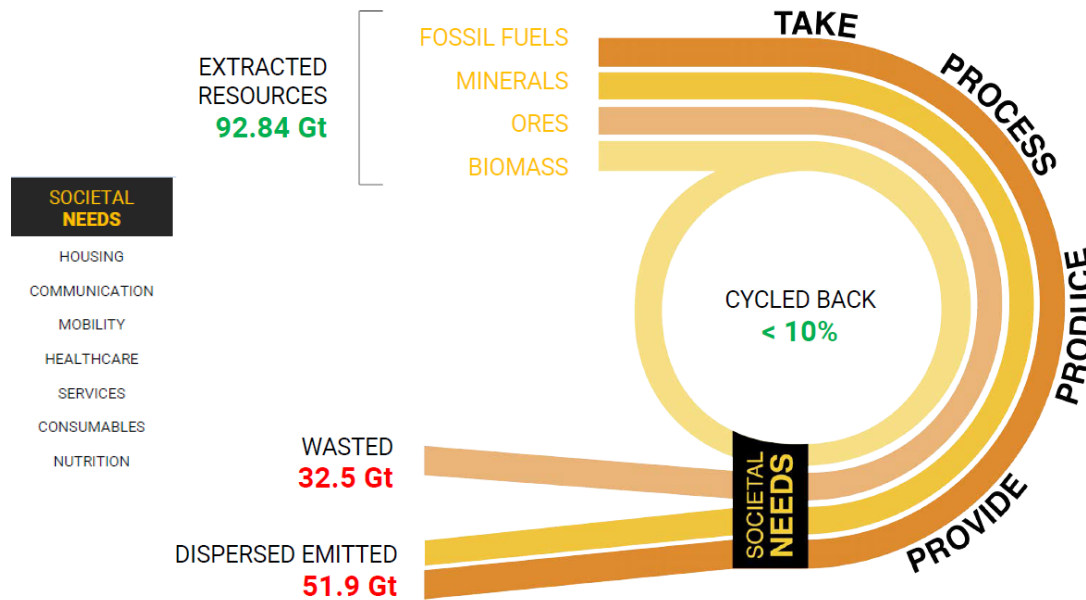 EXTRACTED
RESOURCES
92.84 Gt
FOSSIL FUELS
MINERALS
ORES
BIOMASS
TAKE
PROCESS
PRODUCE
PROVIDE
SOCIETAL
NEEDS
HOUSING
COMMUNICATION
MOBILITY
HEALTHCARE
SERVICES
CONSUMABLES
NUTRITION
CYCLED BACK
< 10%
WASTED
32.5 Gt
DISPERSED EMITTED
51.9 Gt
SOCIETAL
NEEDS